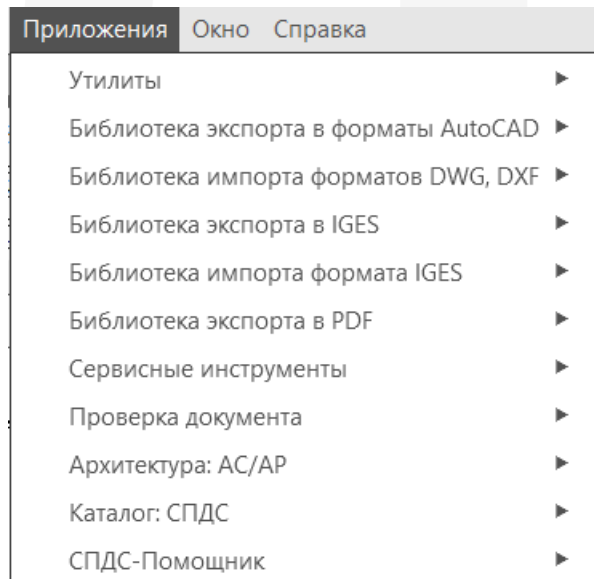 Приложения Окно Справка
Утилиты
Библиотека экспорта в форматы AutoCAD
Библиотека импорта форматов DWG, DXF
Библиотека экспорта в IGES
Библиотека импорта формата IGES
Библиотека экспорта в PDF
Сервисные инструменты
Проверка документа
Архитектура: АС/АР
Каталог: СПДС
СПДС-Помощник